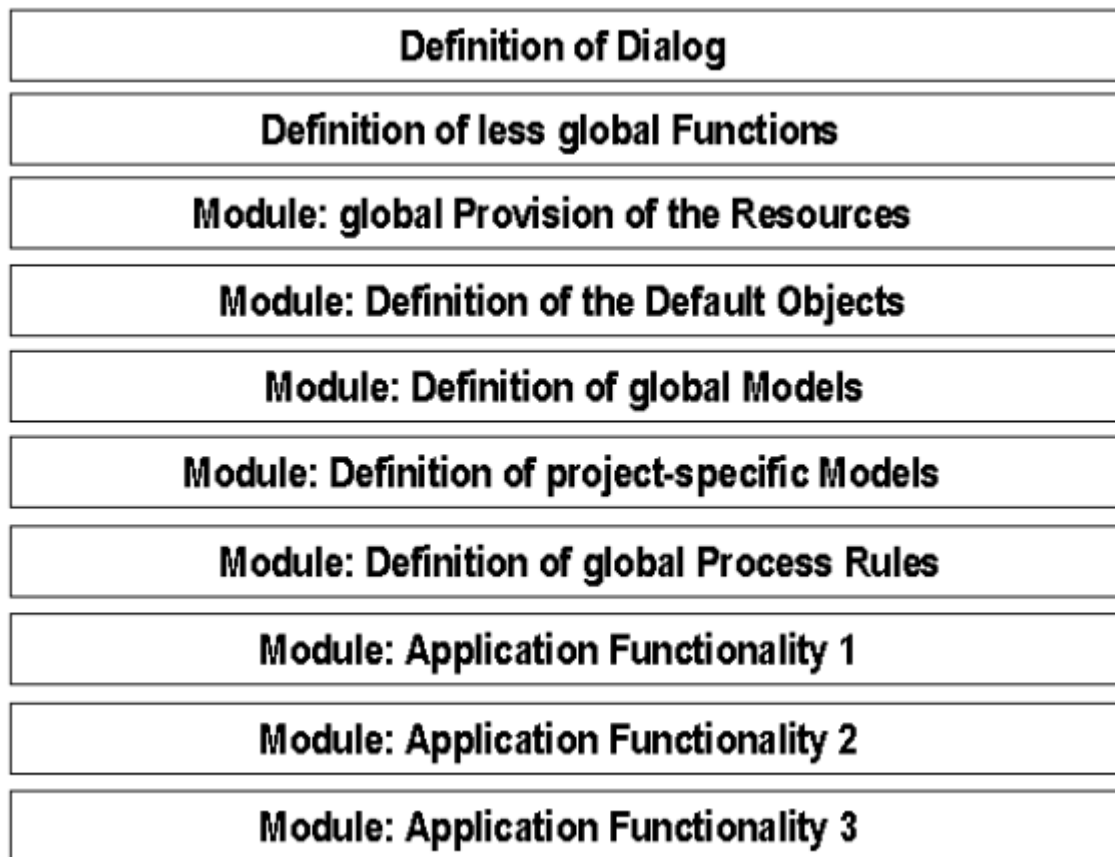 Definition of Dialog
Definition of less global Functions
Module: global Provision of the Resources
Module: Definition of the Default Objects
Module: Definition of global Models
Module: Definition of project-specific Models
Module: Definition of global Process Rules
Module: Application Functionality 1
Module: Application Functionality 2
Module: Application Functionality 3